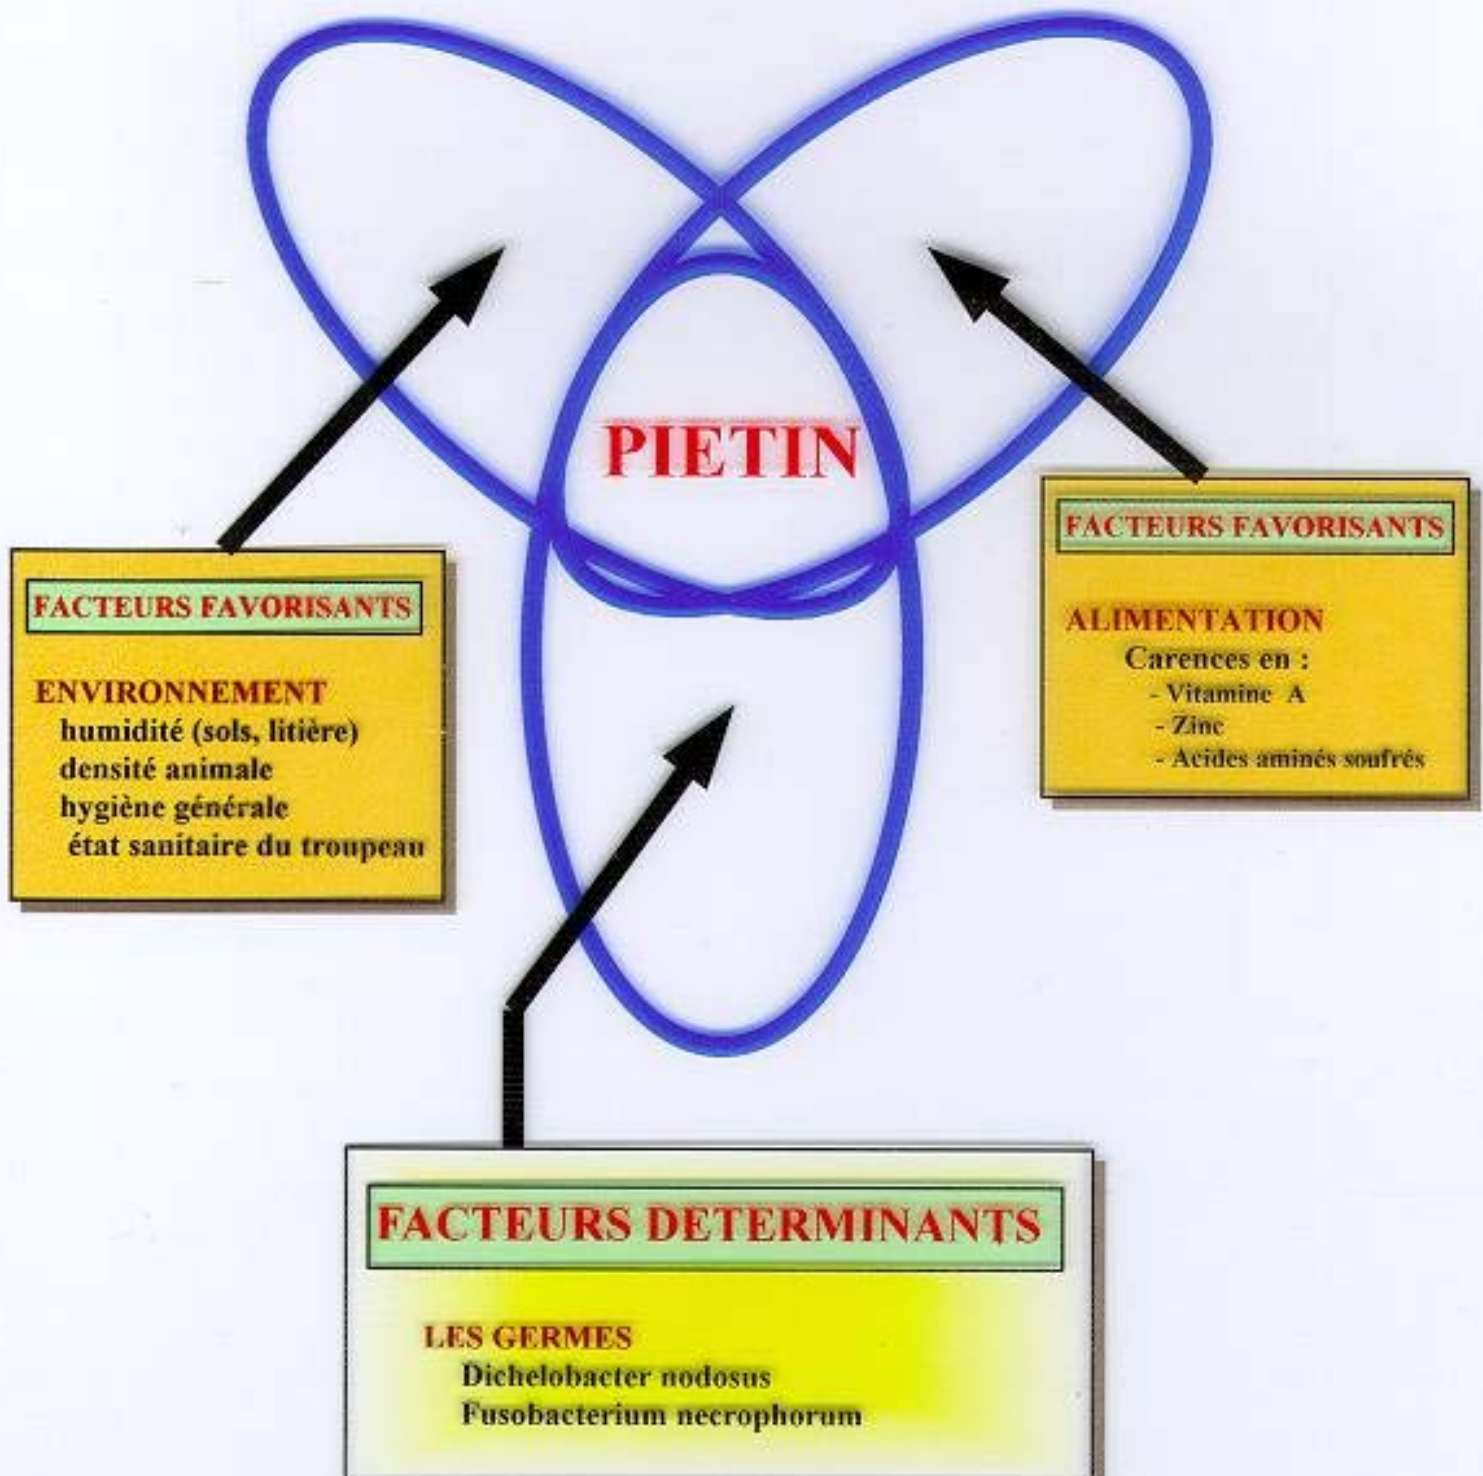 PIETIN
FACTEURS FAVORISANTS
ENVIRONNEMENT
humidité (sols, litière)
densité animale
hygiène générale
état sanitaire du troupeau
FACTEURS FAVORISANTS
ALIMENTATION
Carences en :
- Vitamine A
- Zinc
- Acides aminés soufrés
FACTEURS DETERMINANTS
LES GERMES
Dichelobacter nodosus
Fusobacterium necrophorum